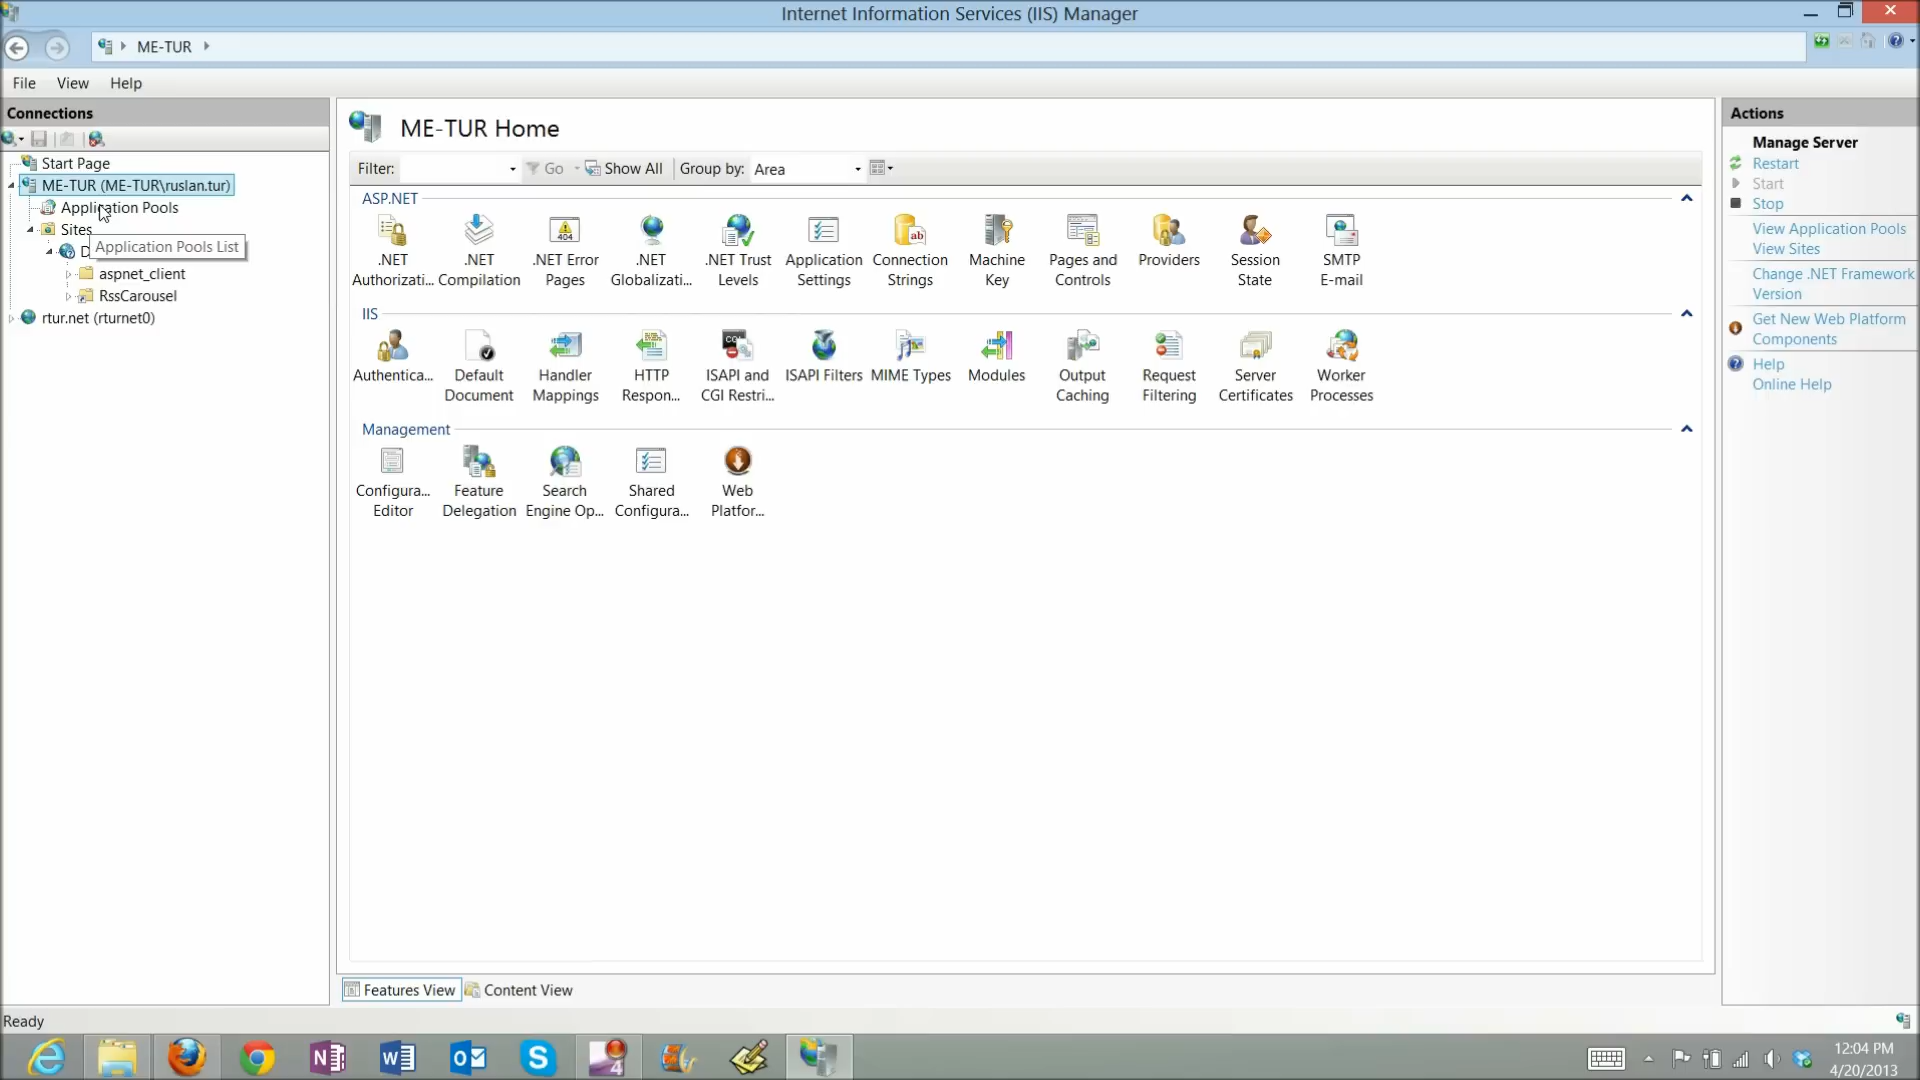 Internet Information Services (IIS) Manager
ME-TUR
File View Help
Connections
Start Page
ME-TUR (ME-TUR\ruslan.tur)
Application Pools
Sites
Application Pools List
D
aspnet_client
RssCarousel
rtur.net (rturnet0)
ME-TUR Home
Filter: Go Show All Group by: Area
ASP.NET
.NET Authorizati...
.NET Compilation
.NET Error Pages
.NET Globalizati...
.NET Trust Levels
Application Settings
Connection Strings
Machine Key
Pages and Controls
Providers
Session State
SMTP E-mail
IIS
Authentica...
Default Document
Handler Mappings
HTTP Respon...
ISAPI and CGI Restri...
ISAPI Filters
MIME Types
Modules
Output Caching
Request Filtering
Server Certificates
Worker Processes
Management
Configura... Editor
Feature Delegation
Search Engine Op...
Shared Configura...
Web Platfor...
Features View Content View
Actions
Manage Server
Restart
Start
Stop
View Application Pools
View Sites
Change .NET Framework
Version
Get New Web Platform
Components
Help
Online Help
Ready
12:04 PM
4/20/2013